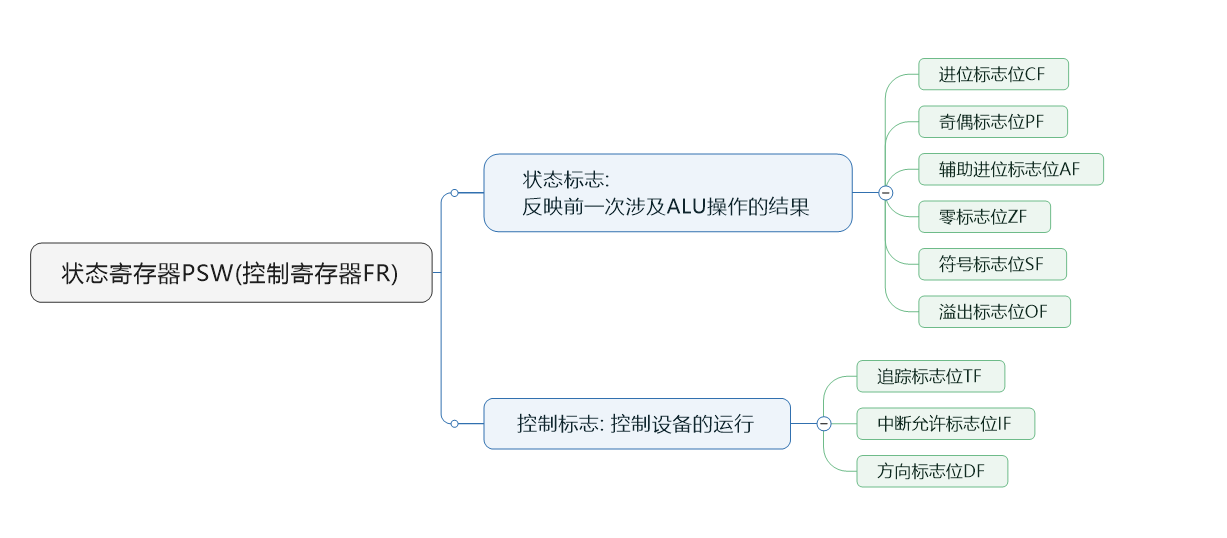 状态寄存器PSW(控制寄存器FR)
状态标志:
反映前一次涉及ALU操作的结果
进位标志位CF
奇偶标志位PF
辅助进位标志位AF
零标志位ZF
符号标志位SF
溢出标志位OF
控制标志: 控制设备的运行
追踪标志位TF
中断允许标志位IF
方向标志位DF